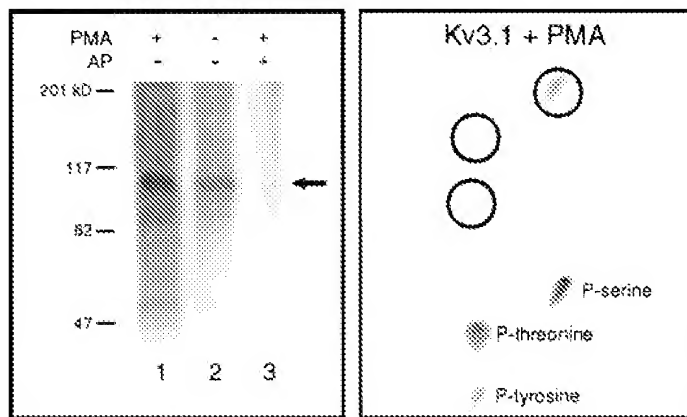 PMA + - +
AP - - +
201 kD
117
82
47
1 2 3
Kv3.1 + PMA
P-serine
P-threonine
P-tyrosine